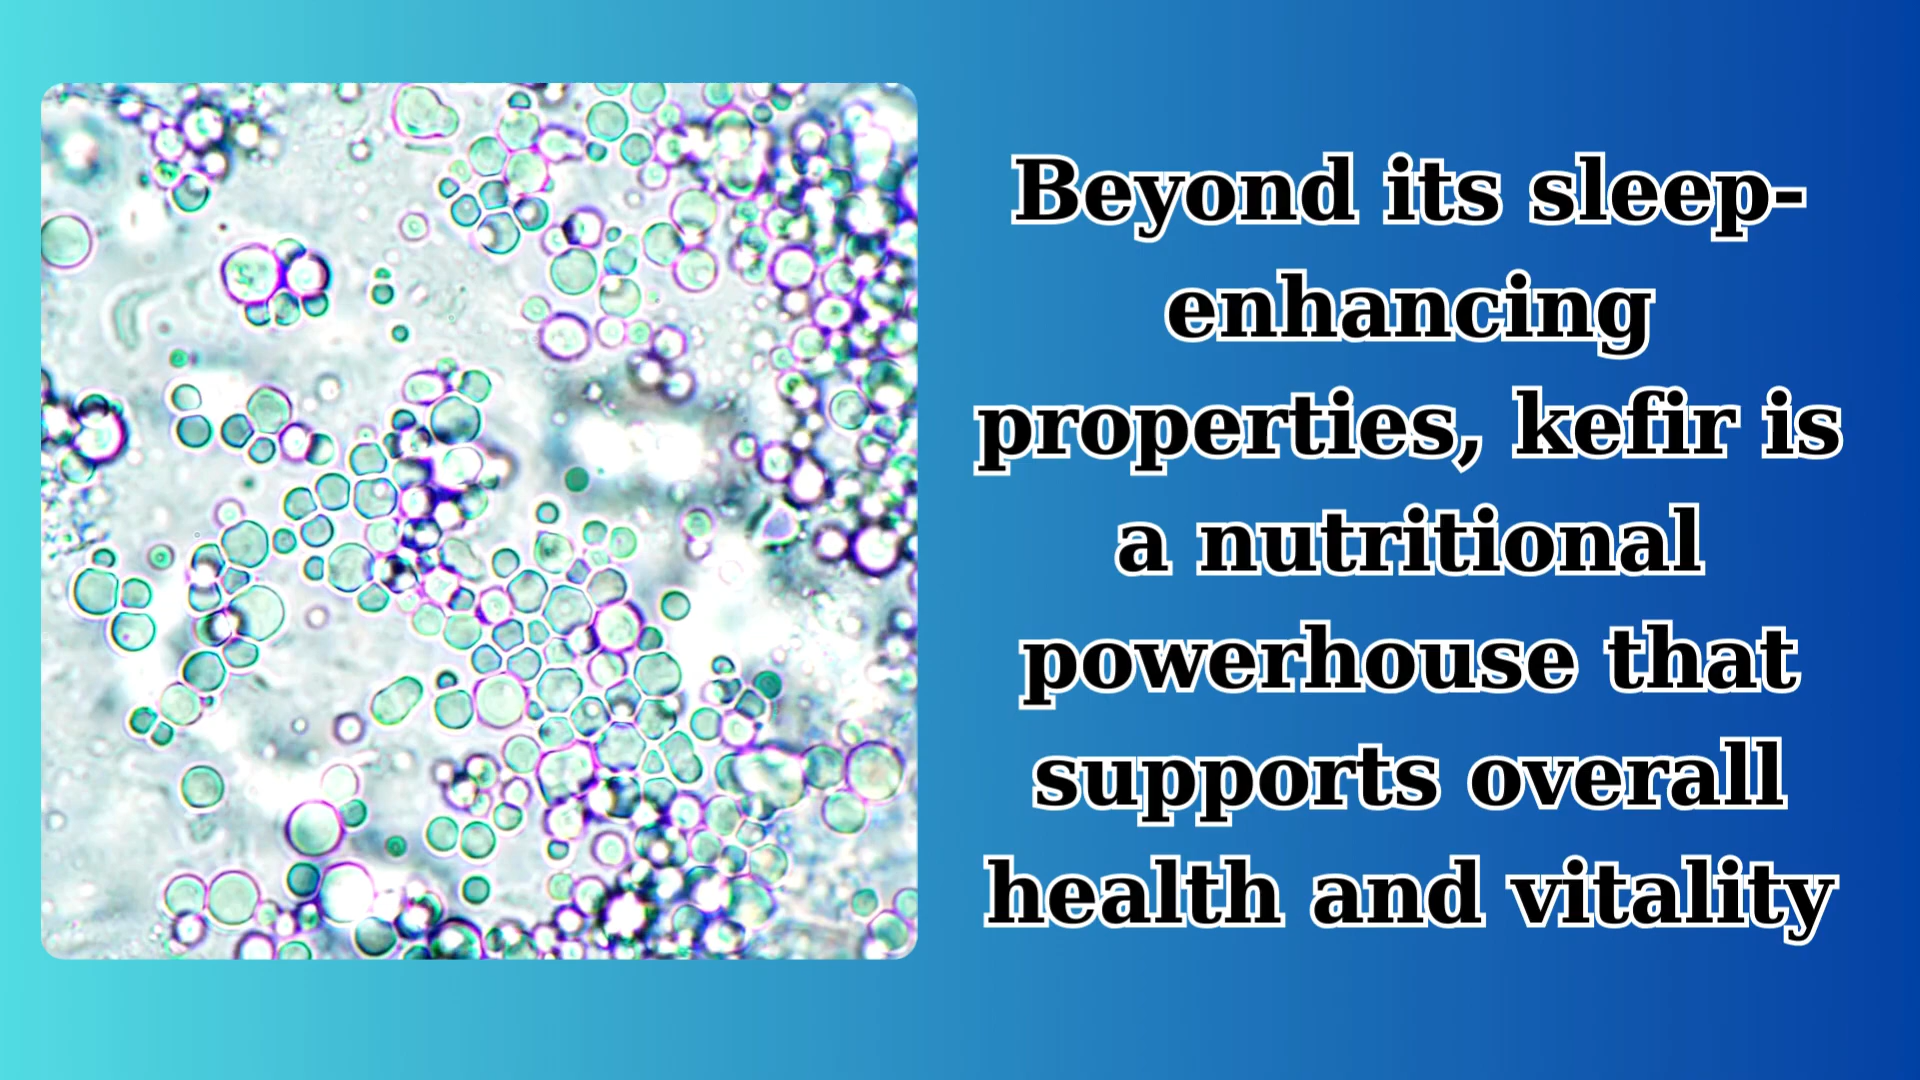 Beyond its sleep-
enhancing
properties, kefir is
a nutritional
powerhouse that
supports overall
health and vitality